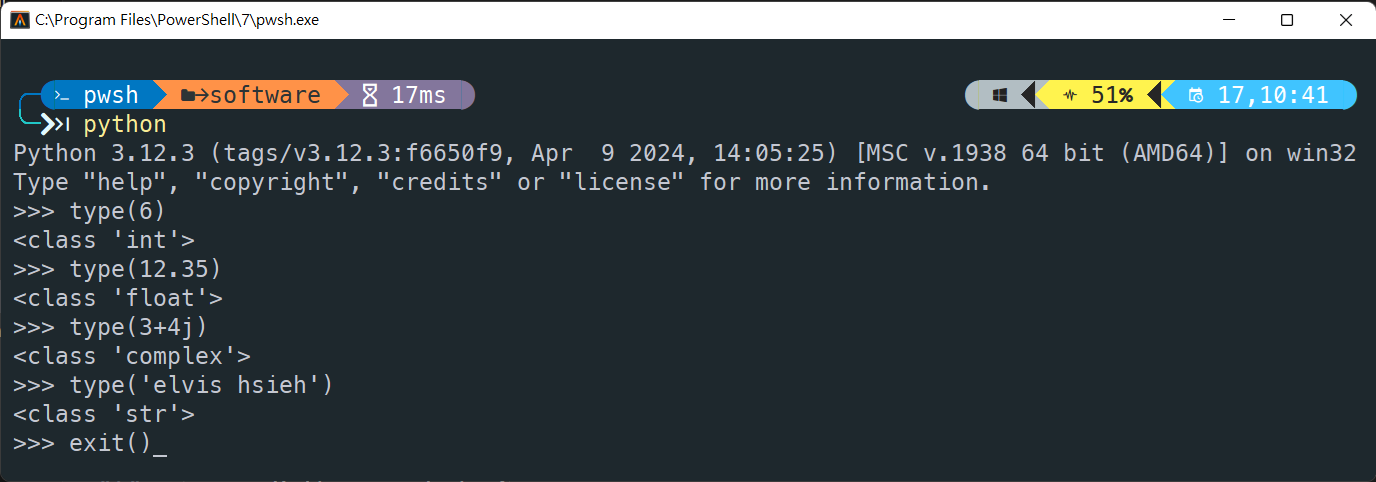 C:\Program Files\PowerShell\7\pwsh.exe
pwsh software 17ms 51% 17,10:41
python
Python 3.12.3 (tags/v3.12.3:f6650f9, Apr  9 2024, 14:05:25) [MSC v.1938 64 bit (AMD64)] on win32
Type "help", "copyright", "credits" or "license" for more information.
>>> type(6)
<class 'int'>
>>> type(12.35)
<class 'float'>
>>> type(3+4j)
<class 'complex'>
>>> type('elvis hsieh')
<class 'str'>
>>> exit()_